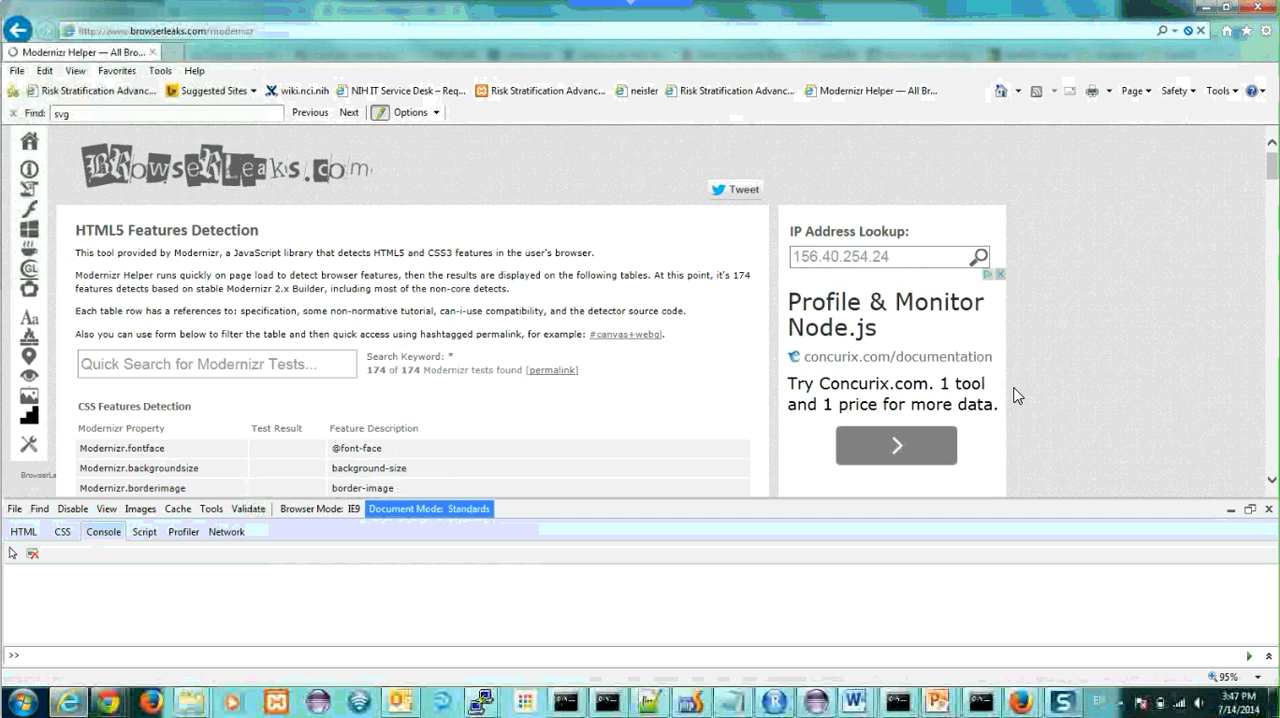 http://www.browserleaks.com/modernizr
Modernizr Helper — All Bro...
File Edit View Favorites Tools Help
Risk Stratification Advanc... Suggested Sites wiki.nci.nih NIH IT Service Desk – Req... Risk Stratification Advanc... neisler Risk Stratification Advanc... Modernizr Helper — All Br... Page Safety Tools
Find: svg Previous Next Options
BrowserLeaks.com
Tweet
HTML5 Features Detection
This tool provided by Modernizr, a JavaScript library that detects HTML5 and CSS3 features in the user's browser.
Modernizr Helper runs quickly on page load to detect browser features, then the results are displayed on the following tables. At this point, it's 174
features detects based on stable Modernizr 2.x Builder, including most of the non-core detects.
Each table row has a references to: specification, some non-normative tutorial, can-i-use compatibility, and the detector source code.
Also you can use form below to filter the table and then quick access using hashtagged permalink, for example: #canvas+webgl.
Quick Search for Modernizr Tests...
Search Keyword: *
174 of 174 Modernizr tests found [permalink]
CSS Features Detection
Modernizr Property Test Result Feature Description
Modernizr.fontface @font-face
Modernizr.backgroundsize background-size
Modernizr.borderimage border-image
BrowserLe
IP Address Lookup:
156.40.254.24
Profile & Monitor
Node.js
concurix.com/documentation
Try Concurix.com. 1 tool
and 1 price for more data.
File Find Disable View Images Cache Tools Validate Browser Mode: IE9 Document Mode: Standards
HTML CSS Console Script Profiler Network
>>
95%
3:47 PM
7/14/2014